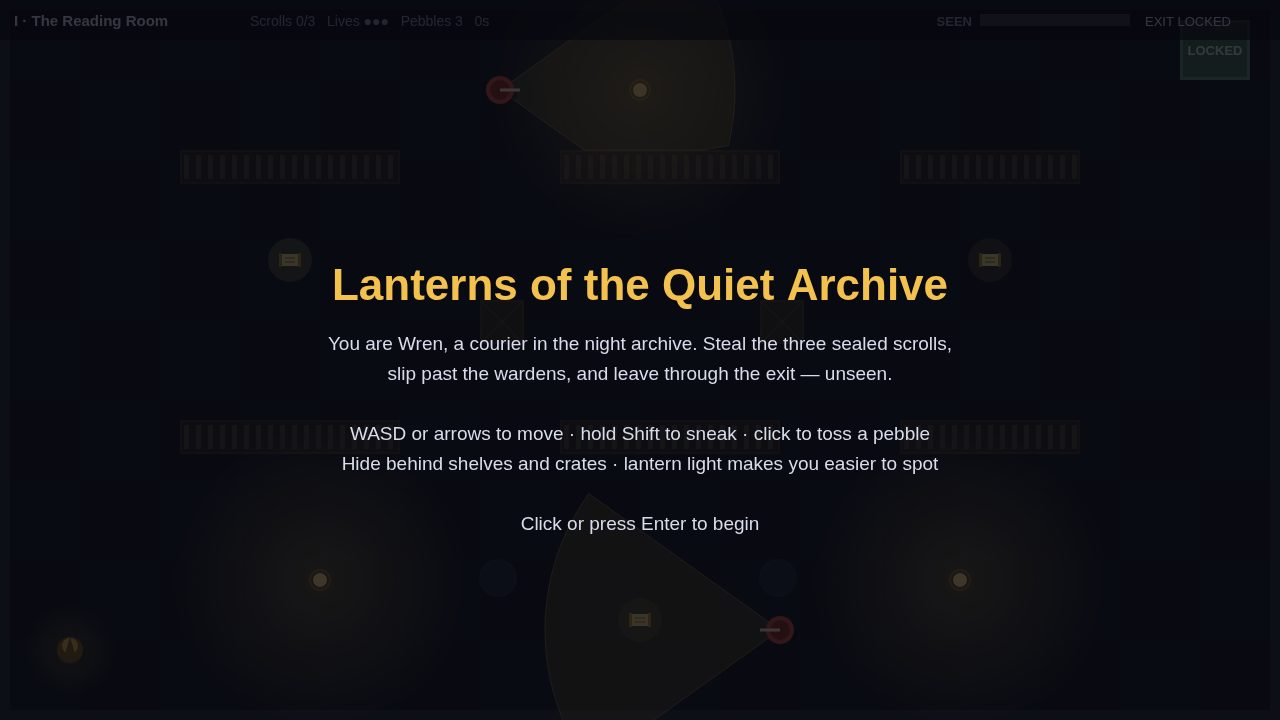 I · The Reading Room Scrolls 0/3 Lives ●●● Pebbles 3 0s SEEN EXIT LOCKED
LOCKED
Lanterns of the Quiet Archive
You are Wren, a courier in the night archive. Steal the three sealed scrolls,
slip past the wardens, and leave through the exit — unseen.
WASD or arrows to move · hold Shift to sneak · click to toss a pebble
Hide behind shelves and crates · lantern light makes you easier to spot
Click or press Enter to begin